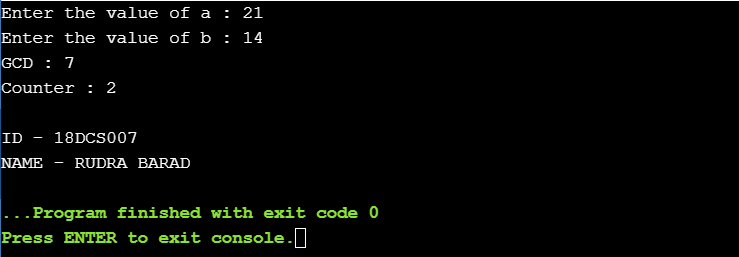 Enter the value of a : 21
Enter the value of b : 14
GCD : 7
Counter : 2
ID - 18DCS007
NAME - RUDRA BARAD
...Program finished with exit code 0
Press ENTER to exit console.